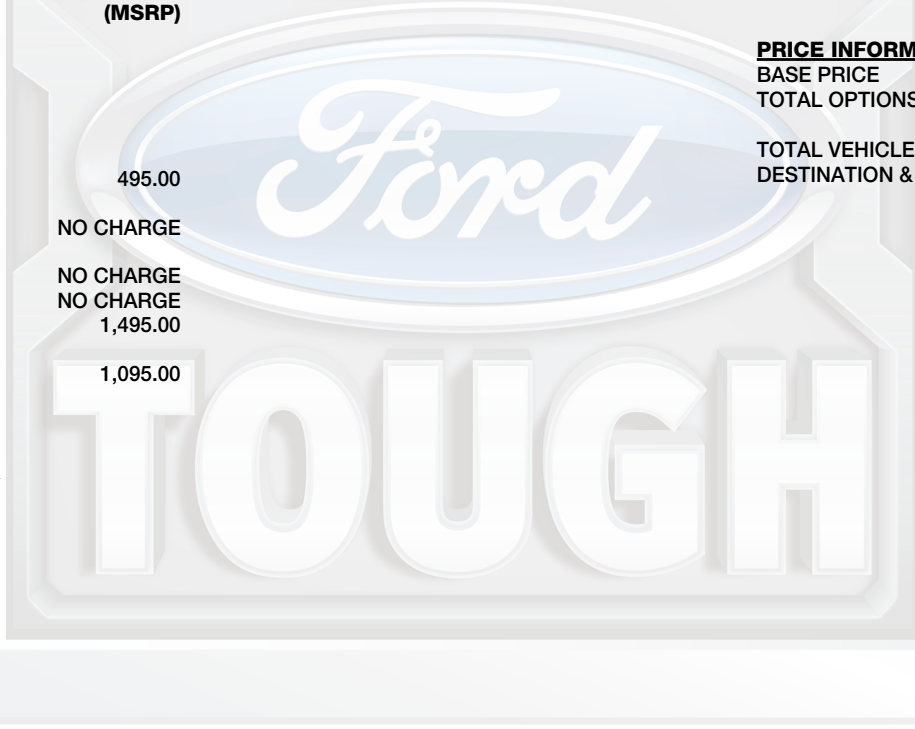 (MSRP)
PRICE INFORM
BASE PRICE
TOTAL OPTIONS
TOTAL VEHICLE
DESTINATION &
495.00
NO CHARGE
NO CHARGE
NO CHARGE
1,495.00
1,095.00
Ford
TOUGH